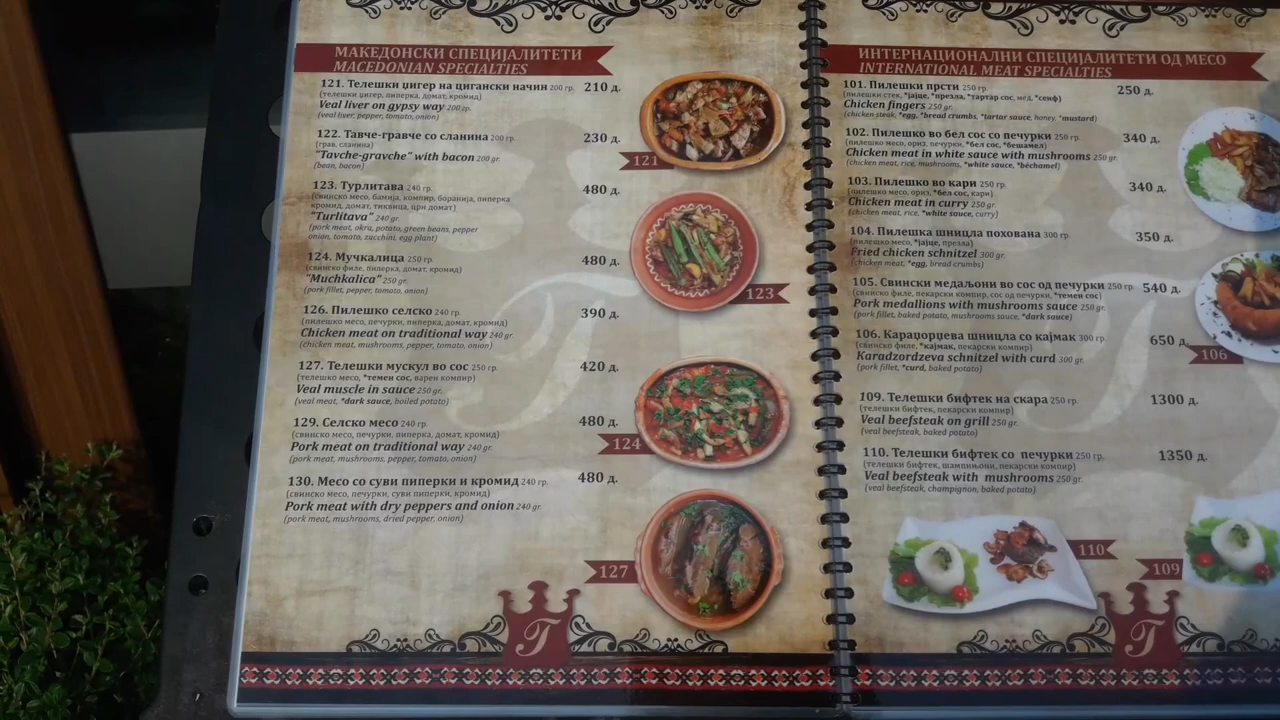 МАКЕДОНСКИ СПЕЦИЈАЛИТЕТИ
MACEDONIAN SPECIALTIES
121. Телешки џигер на цигански начин 200 гр. 210 д.
(телешки џигер, пиперка, домат, кромид)
Veal liver on gypsy way 200 gr.
(veal liver, pepper, tomato, onion)
122. Тавче-гравче со сланина 200 гр. 230 д.
(грав, сланина)
"Tavche-gravche" with bacon 200 gr.
(bean, bacon)
121
123. Турлитава 240 гр. 480 д.
(свинско месо, бамија, компир, боранија, пиперка
кромид, домат, тиквица, црн домат)
"Turlitava" 240 gr.
(pork meat, okra, potato, green beans, pepper
onion, tomato, zucchini, egg plant)
124. Мучкалица 250 гр. 480 д.
(свинско филе, пиперка, домат, кромид)
"Muchkalica" 250 gr.
(pork fillet, pepper, tomato, onion)
123
126. Пилешко селско 240 гр. 390 д.
(пилешко месо, печурки, пиперка, домат, кромид)
Chicken meat on traditional way 240 gr.
(chicken meat, mushrooms, pepper, tomato, onion)
127. Телешки мускул во сос 250 гр. 420 д.
(телешко месо, *темен сос, варен компир)
Veal muscle in sauce 250 gr.
(veal meat, *dark sauce, boiled potato)
129. Селско месо 240 гр. 480 д.
(свинско месо, печурки, пиперка, домат, кромид)
Pork meat on traditional way 240 gr.
(pork meat, mushrooms, pepper, tomato, onion)
124
130. Месо со суви пиперки и кромид 240 гр. 480 д.
(свинско месо, печурки, суви пиперки, кромид)
Pork meat with dry peppers and onion 240 gr.
(pork meat, mushrooms, dried pepper, onion)
127
T
ИНТЕРНАЦИОНАЛНИ СПЕЦИЈАЛИТЕТИ ОД МЕСО
INTERNATIONAL MEAT SPECIALTIES
101. Пилешки прсти 250 гр. 250 д.
(пилешки стек, *јајце, *презла, *тартар сос, мед, *сенф)
Chicken fingers 250 gr.
(chicken steak, *egg, *bread crumbs, *tartar sauce, honey, *mustard)
102. Пилешко во бел сос со печурки 250 гр. 340 д.
(пилешко месо, ориз, печурки, *бел сос, *бешамел)
Chicken meat in white sauce with mushrooms 250 gr.
(chicken meat, rice, mushrooms, *white sauce, *béchamel)
103. Пилешко во кари 250 гр. 340 д.
(пилешко месо, ориз, *бел сос, кари)
Chicken meat in curry 250 gr.
(chicken meat, rice, *white sauce, curry)
104. Пилешка шницла похована 300 гр. 350 д.
(пилешко месо, *јајце, презла)
Fried chicken schnitzel 300 gr.
(chicken meat, *egg, bread crumbs)
105. Свински медаљони во сос од печурки 250 гр. 540 д.
(свинско филе, пекарски компир, сос од печурки, *темен сос)
Pork medallions with mushrooms sauce 250 gr.
(pork fillet, baked potato, mushrooms sauce, *dark sauce)
106. Караџорџева шницла со кајмак 300 гр. 650 д.
(свинско филе, *кајмак, пекарски компир)
Karadzordzeva schnitzel with curd 300 gr.
(pork fillet, *curd, baked potato)
106
109. Телешки бифтек на скара 250 гр. 1300 д.
(телешки бифтек, пекарски компир)
Veal beefsteak on grill 250 gr.
(veal beefsteak, baked potato)
110. Телешки бифтек со печурки 250 гр. 1350 д.
(телешки бифтек, шампињони, пекарски компир)
Veal beefsteak with mushrooms 250 gr.
(veal beefsteak, champignon, baked potato)
110
109
T